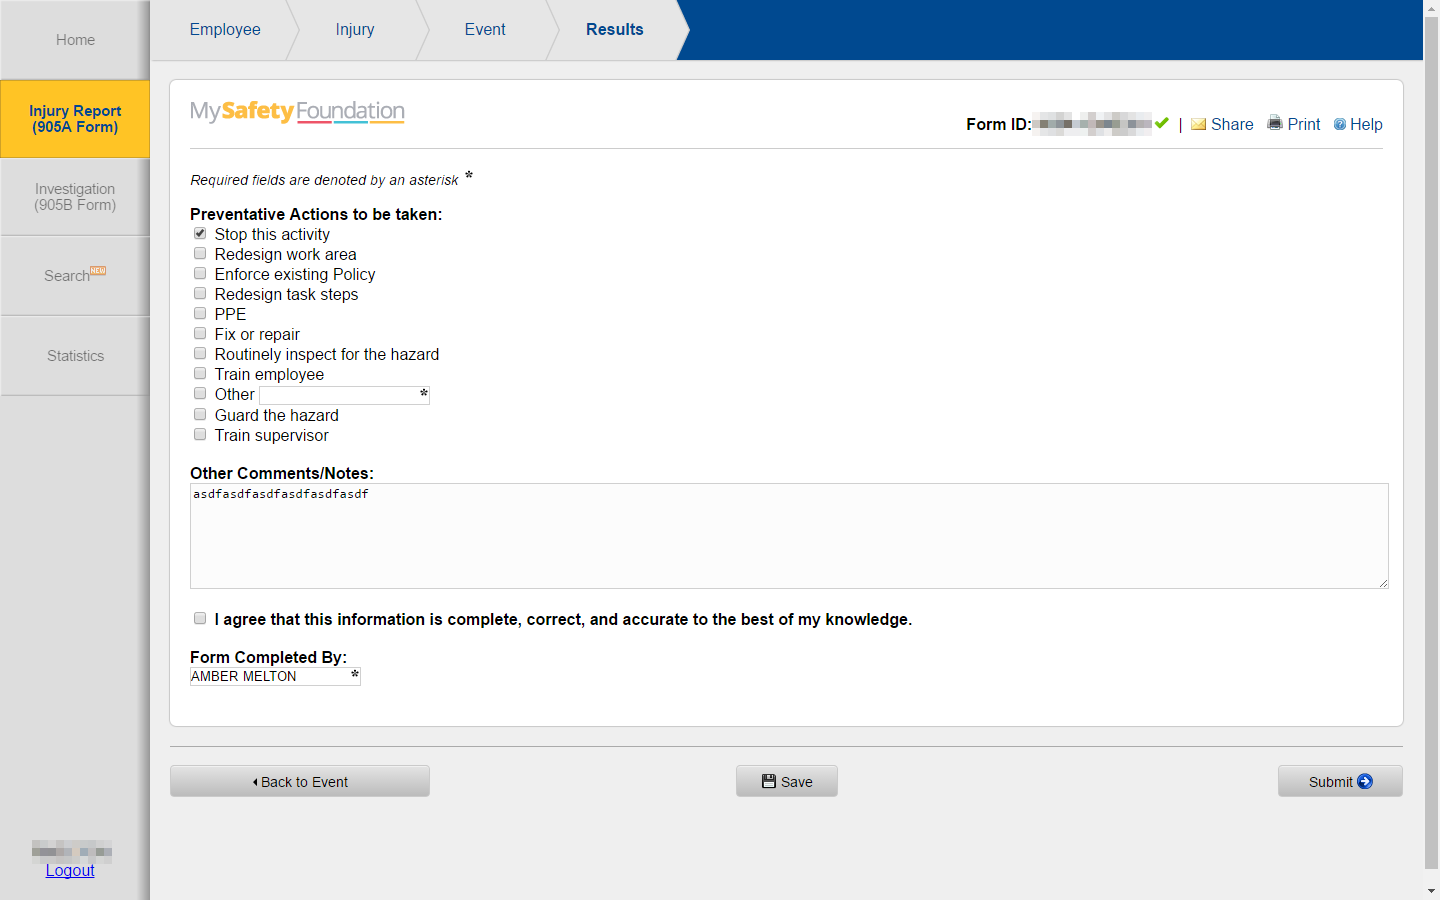 Home
Injury Report
(905A Form)
Investigation
(905B Form)
Search NEW
Statistics
Logout
Employee
Injury
Event
Results
MySafetyFoundation
Form ID:
| Share Print Help
Required fields are denoted by an asterisk *
Preventative Actions to be taken:
Stop this activity
Redesign work area
Enforce existing Policy
Redesign task steps
PPE
Fix or repair
Routinely inspect for the hazard
Train employee
Other *
Guard the hazard
Train supervisor
Other Comments/Notes:
asdfasdfasdfasdfasdfasdf
I agree that this information is complete, correct, and accurate to the best of my knowledge.
Form Completed By:
AMBER MELTON *
Back to Event
Save
Submit